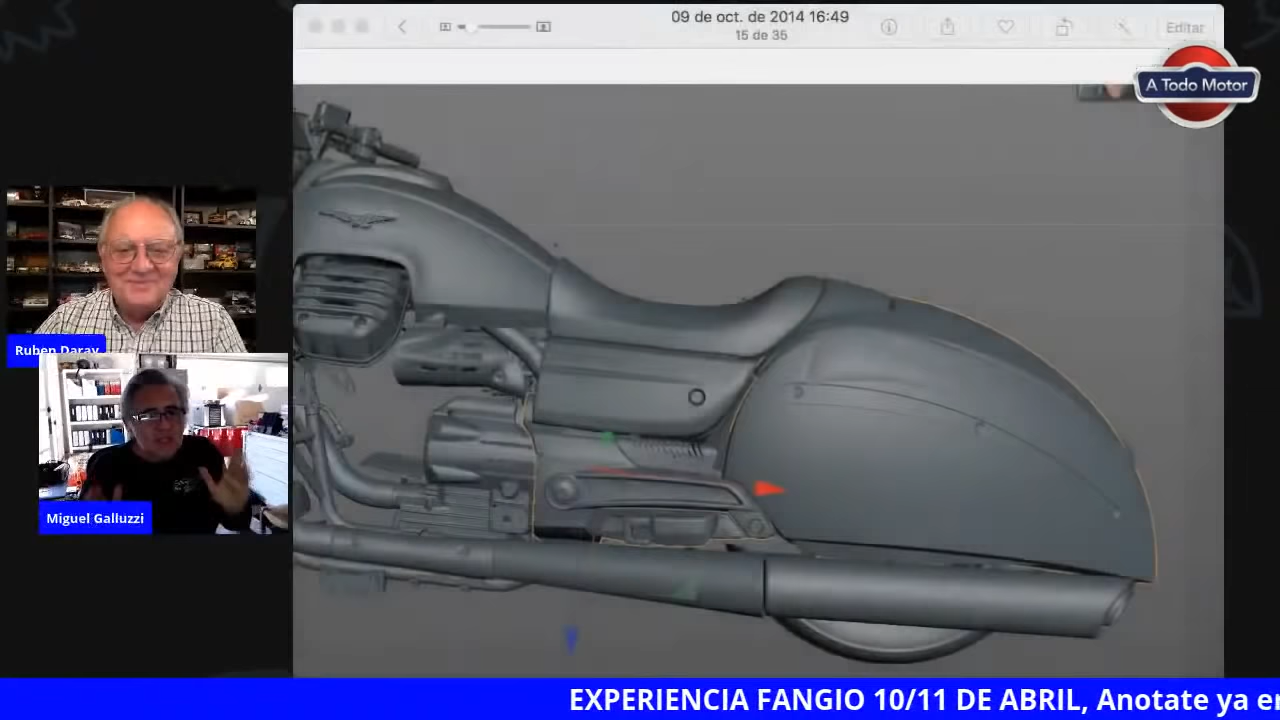 09 de oct. de 2014 16:49
15 de 35
Editar
A Todo Motor
Ruben Daray
Miguel Galluzzi
EXPERIENCIA FANGIO 10/11 DE ABRIL, Anotate ya en